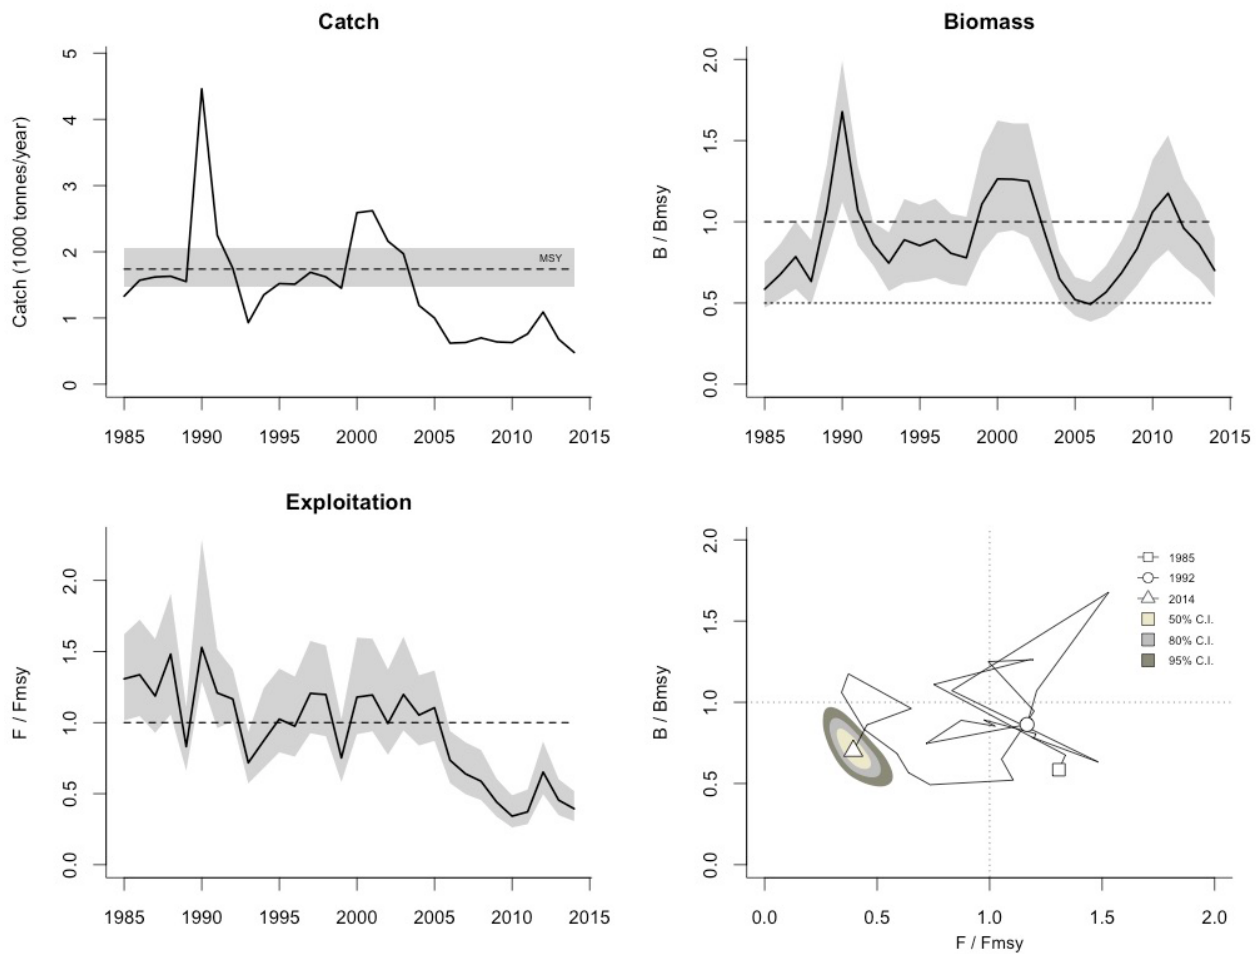 Catch
Catch (1000 tonnes/year)
5
4
3
2
1
0
MSY
1985 1990 1995 2000 2005 2010 2015
Biomass
B / Bmsy
2.0
1.5
1.0
0.5
0.0
1985 1990 1995 2000 2005 2010 2015
Exploitation
F / Fmsy
2.0
1.5
1.0
0.5
0.0
1985 1990 1995 2000 2005 2010 2015
B / Bmsy
2.0
1.5
1.0
0.5
0.0
1985
1992
2014
50% C.I.
80% C.I.
95% C.I.
0.0 0.5 1.0 1.5 2.0
F / Fmsy